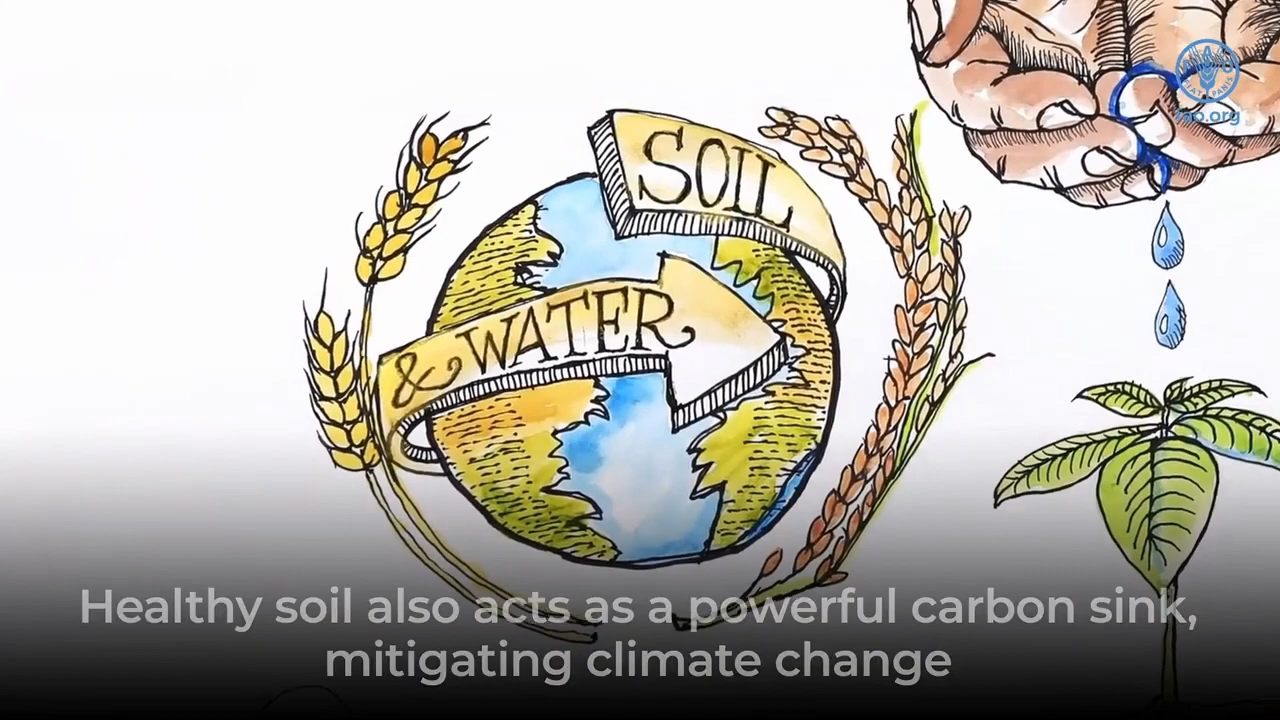 SOIL
& WATER
fao.org
Healthy soil also acts as a powerful carbon sink,
mitigating climate change